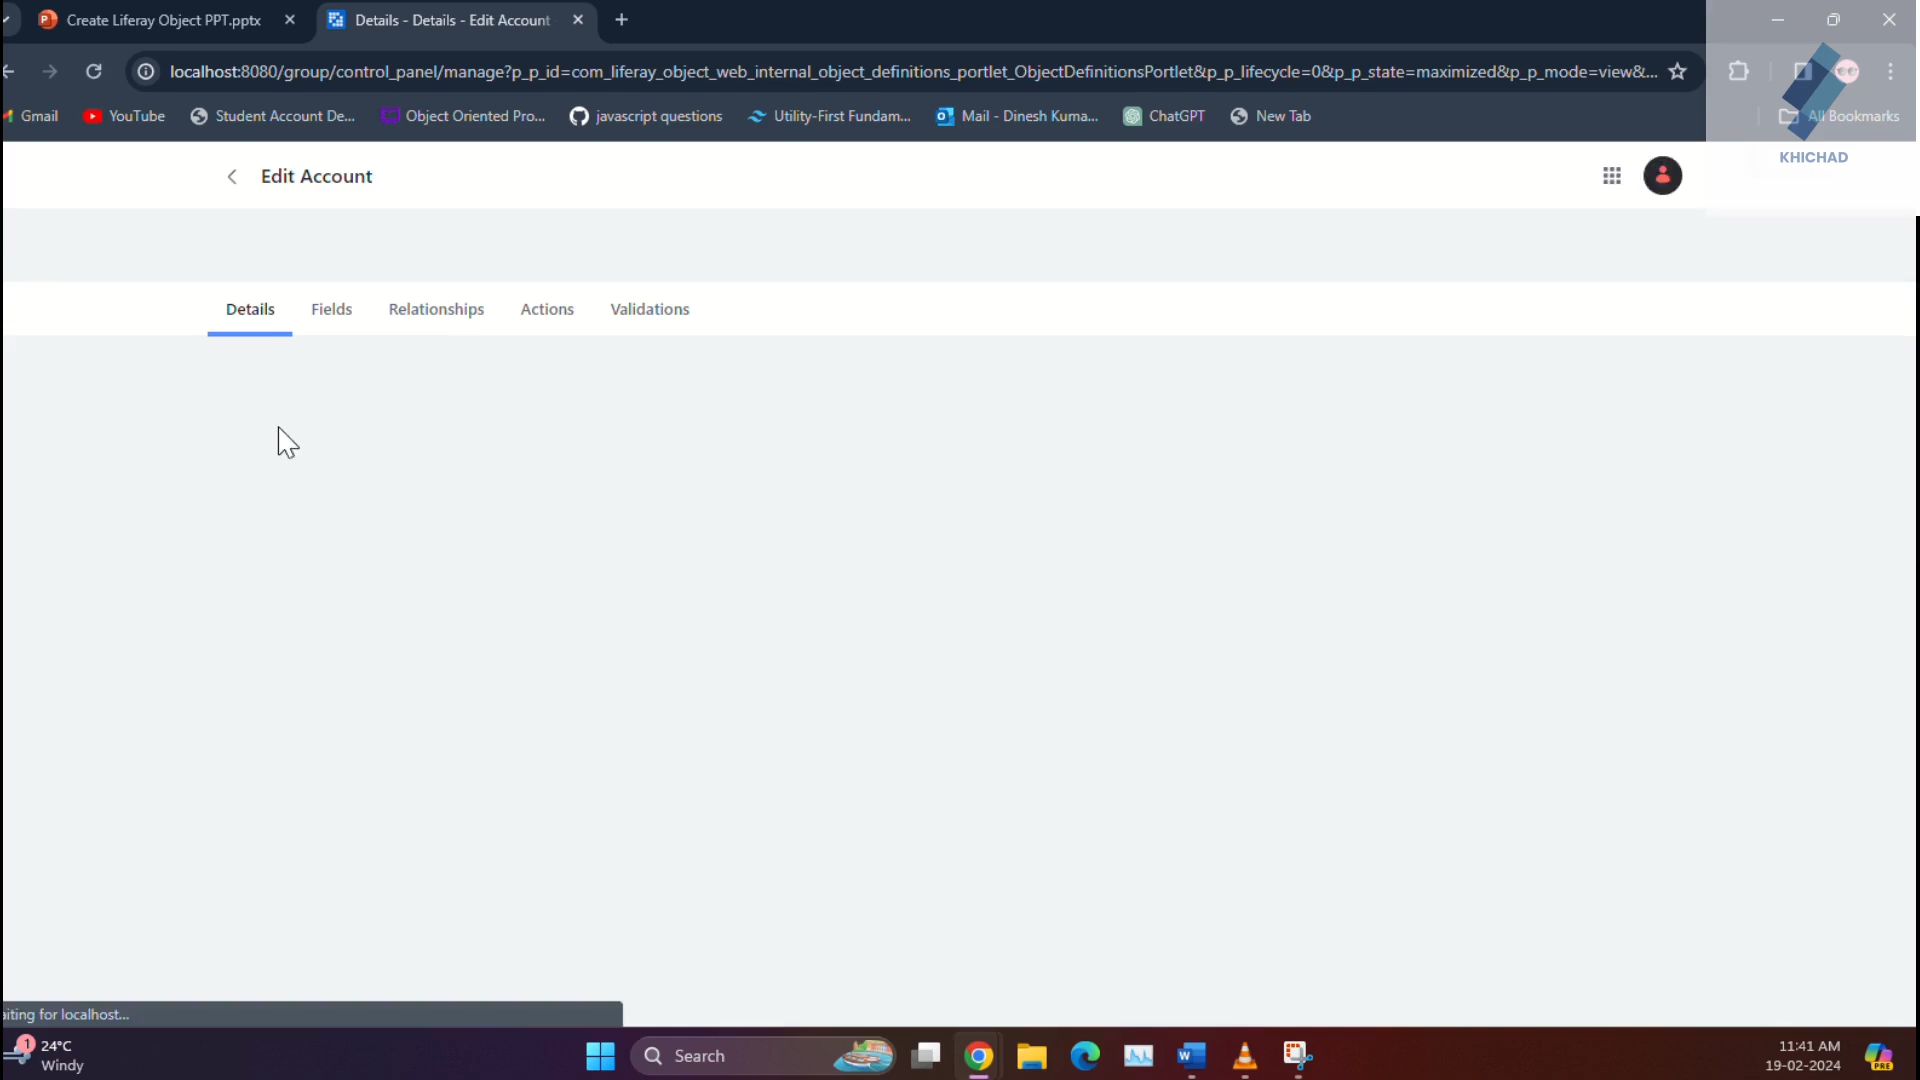 Create Liferay Object PPT.pptx
Details - Details - Edit Account
localhost:8080/group/control_panel/manage?p_p_id=com_liferay_object_web_internal_object_definitions_portlet_ObjectDefinitionsPortlet&p_p_lifecycle=0&p_p_state=maximized&p_p_mode=view&...
Gmail
YouTube
Student Account De...
Object Oriented Pro...
javascript questions
Utility-First Fundam...
Mail - Dinesh Kuma...
ChatGPT
New Tab
All Bookmarks
KHICHAD
Edit Account
Details
Fields
Relationships
Actions
Validations
aiting for localhost...
1
24°C
Windy
Search
11:41 AM
19-02-2024
PRE